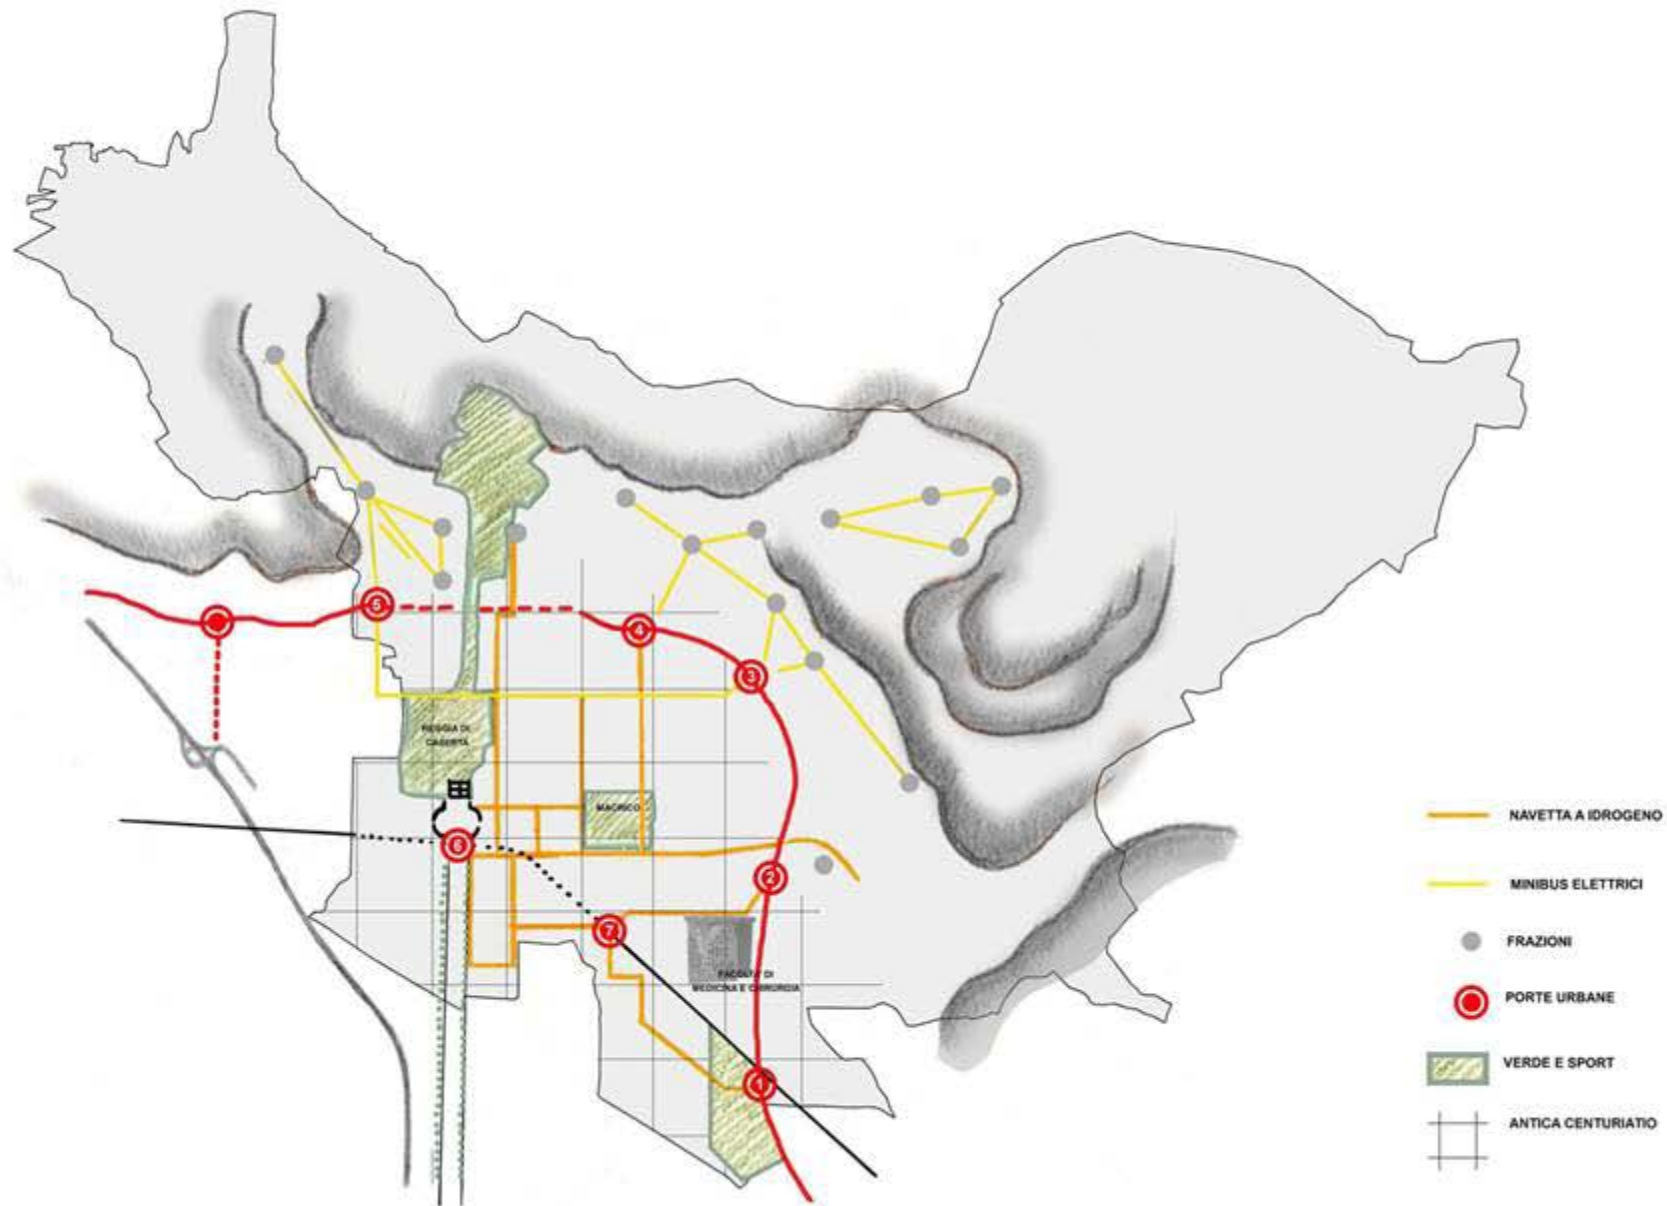 5
4
3
REGGIA DI
CASERTA
MACRICO
6
2
7
FACOLTA' DI
MEDICINA E CHIRURGIA
1
NAVETTA A IDROGENO
MINIBUS ELETTRICI
FRAZIONI
PORTE URBANE
VERDE E SPORT
ANTICA CENTURIATIO